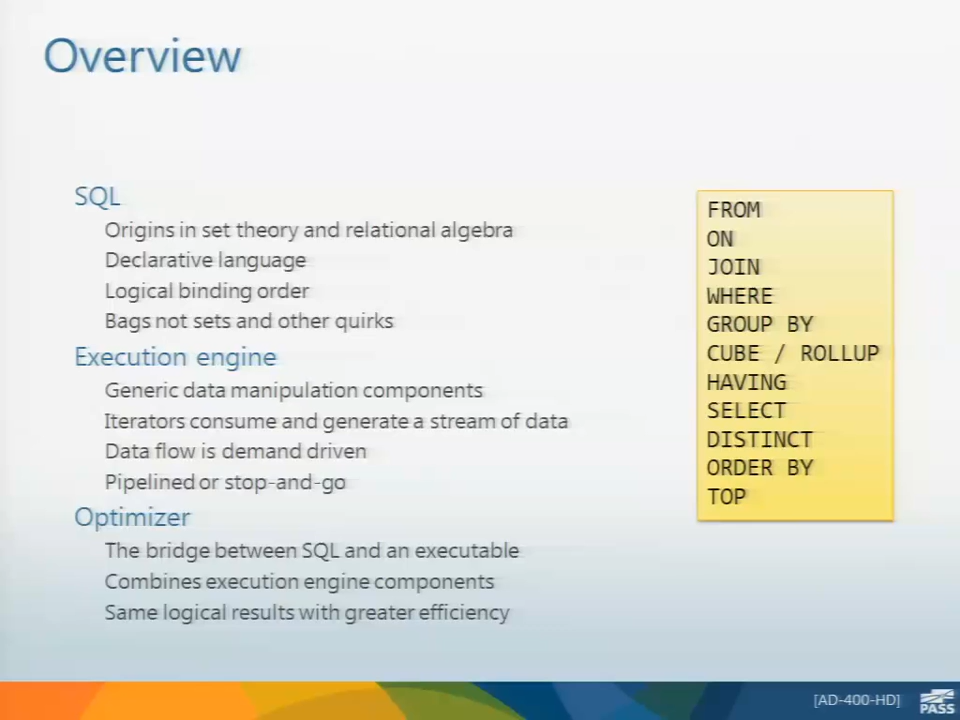 Overview
SQL
Origins in set theory and relational algebra
Declarative language
Logical binding order
Bags not sets and other quirks
Execution engine
Generic data manipulation components
Iterators consume and generate a stream of data
Data flow is demand driven
Pipelined or stop-and-go
Optimizer
The bridge between SQL and an executable
Combines execution engine components
Same logical results with greater efficiency
FROM
ON
JOIN
WHERE
GROUP BY
CUBE / ROLLUP
HAVING
SELECT
DISTINCT
ORDER BY
TOP
[AD-400-HD]
PASS